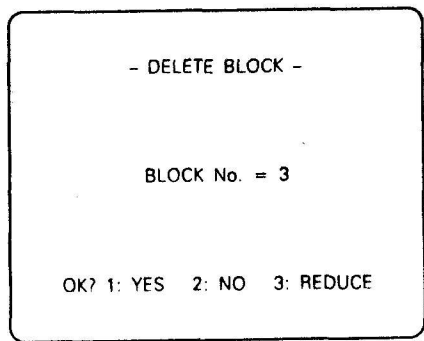 - DELETE BLOCK -
BLOCK No. = 3
OK? 1: YES 2: NO 3: REDUCE